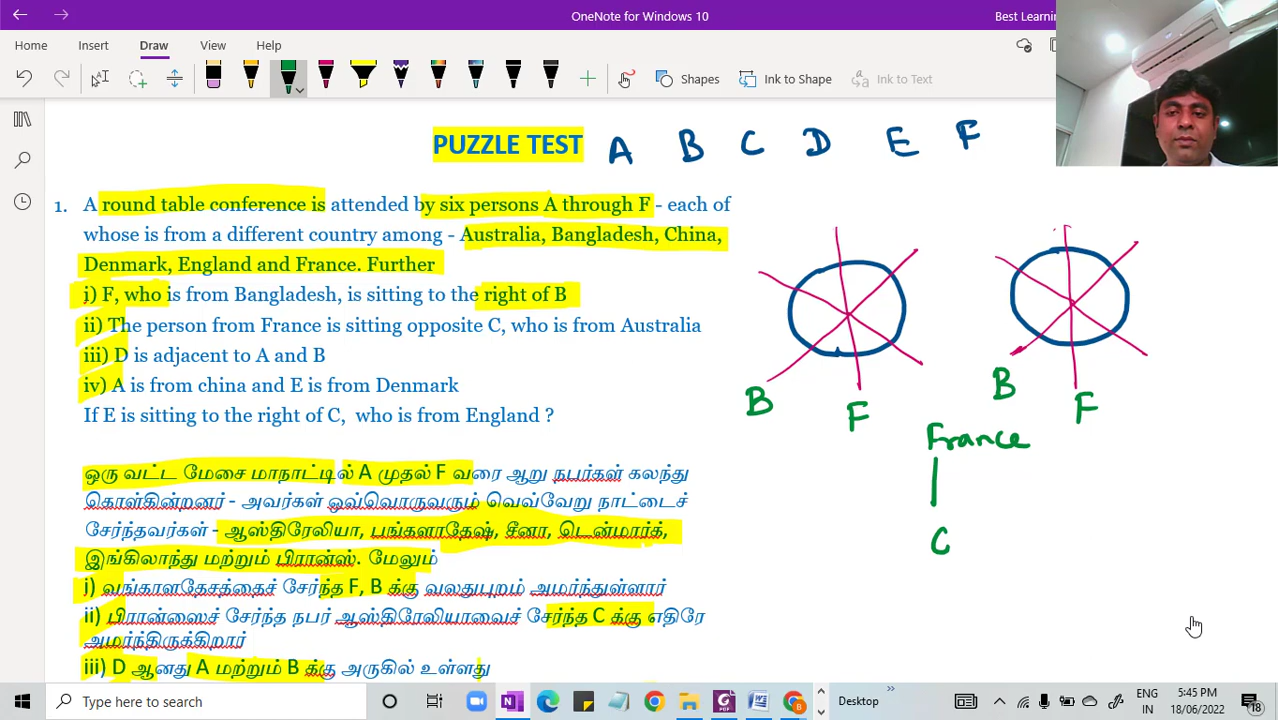 OneNote for Windows 10
Best Learnin
Home Insert Draw View Help
Shapes Ink to Shape Ink to Text
PUZZLE TEST A B C D E F
1. A round table conference is attended by six persons A through F - each of
whose is from a different country among - Australia, Bangladesh, China,
Denmark, England and France. Further
i) F, who is from Bangladesh, is sitting to the right of B
ii) The person from France is sitting opposite C, who is from Australia
iii) D is adjacent to A and B
iv) A is from china and E is from Denmark
If E is sitting to the right of C, who is from England ?
B F
B F
France
C
ஒரு வட்ட மேசை மாநாட்டில் A முதல் F வரை ஆறு நபர்கள் கலந்து
கொள்கின்றனர் - அவர்கள் ஒவ்வொருவரும் வெவ்வேறு நாட்டைச்
சேர்ந்தவர்கள் - ஆஸ்திரேலியா, பங்களாதேஷ், சீனா, டென்மார்க்,
இங்கிலாந்து மற்றும் பிரான்ஸ். மேலும்
i) வங்காளதேசத்தைச் சேர்ந்த F, B க்கு வலதுபுறம் அமர்ந்துள்ளார்
ii) பிரான்ஸைச் சேர்ந்த நபர் ஆஸ்திரேலியாவைச் சேர்ந்த C க்கு எதிரே
அமர்ந்திருக்கிறார்
iii) D ஆனது A மற்றும் B க்கு அருகில் உள்ளது
Type here to search
Desktop
ENG
IN
5:45 PM
18/06/2022
18